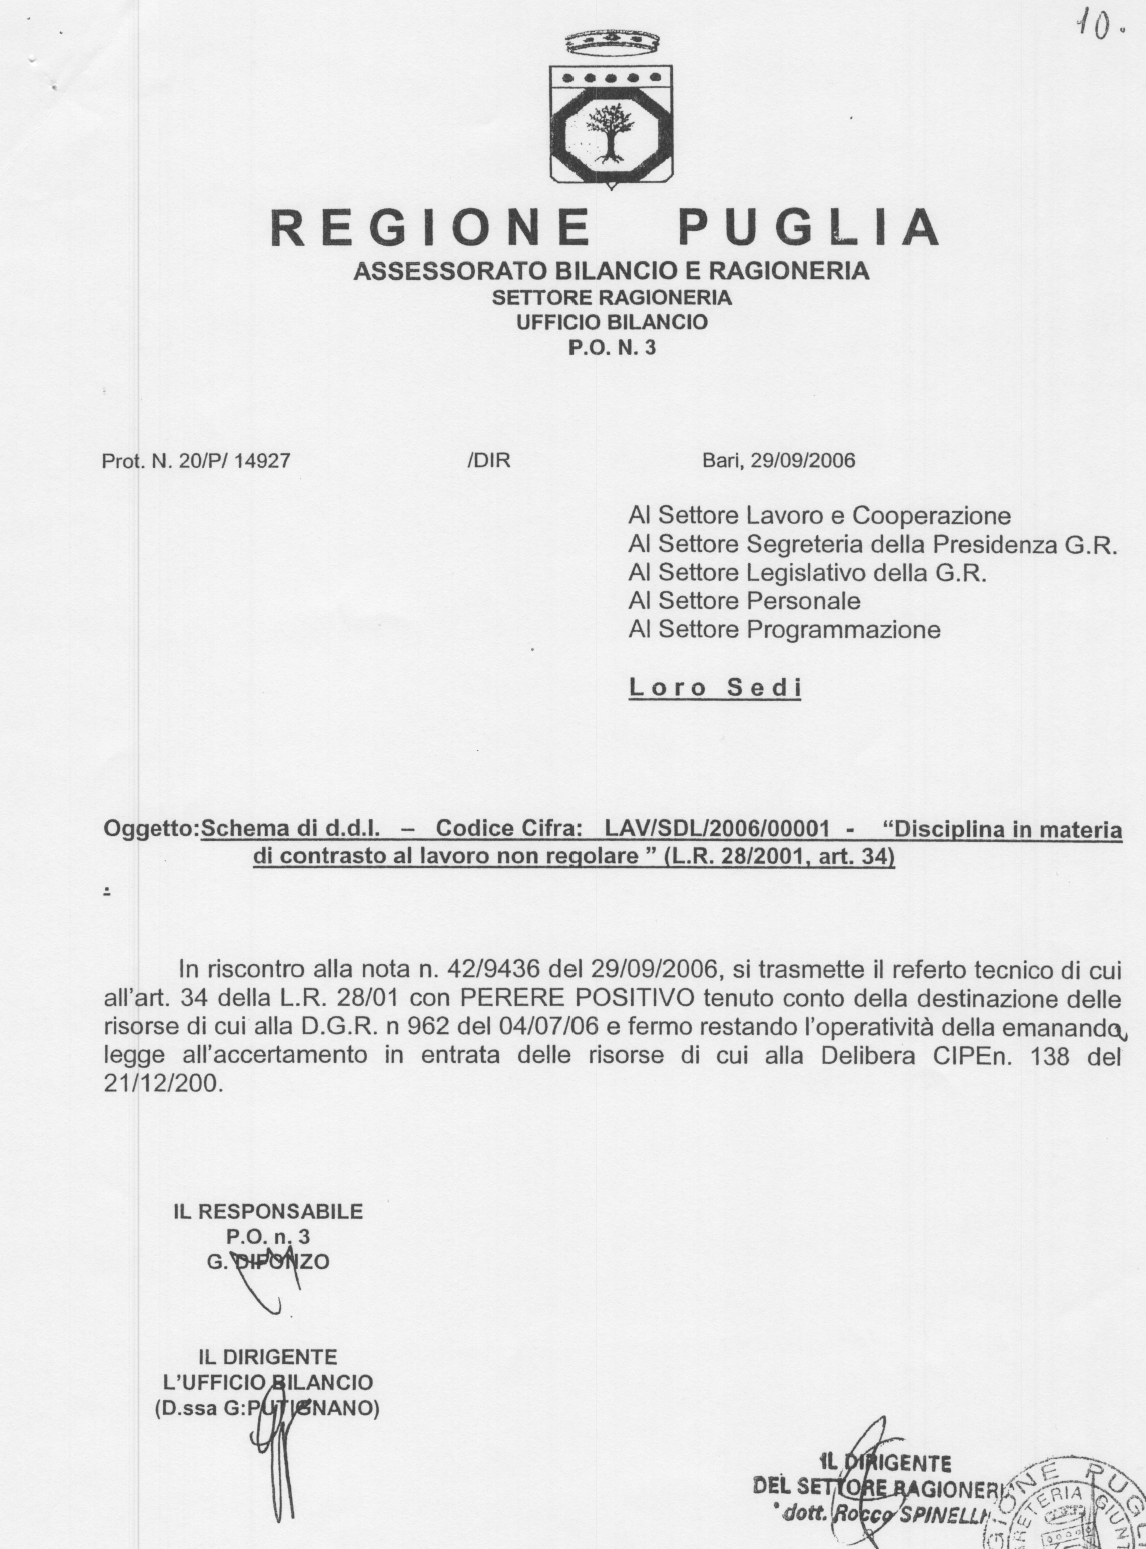 10.
REGIONE PUGLIA
ASSESSORATO BILANCIO E RAGIONERIA
SETTORE RAGIONERIA
UFFICIO BILANCIO
P.O. N. 3
Prot. N. 20/P/ 14927 /DIR Bari, 29/09/2006
Al Settore Lavoro e Cooperazione
Al Settore Segreteria della Presidenza G.R.
Al Settore Legislativo della G.R.
Al Settore Personale
Al Settore Programmazione
Loro Sedi
Oggetto:Schema di d.d.l. – Codice Cifra: LAV/SDL/2006/00001 - “Disciplina in materia
di contrasto al lavoro non regolare ” (L.R. 28/2001, art. 34)
.
In riscontro alla nota n. 42/9436 del 29/09/2006, si trasmette il referto tecnico di cui
all’art. 34 della L.R. 28/01 con PERERE POSITIVO tenuto conto della destinazione delle
risorse di cui alla D.G.R. n 962 del 04/07/06 e fermo restando l’operatività della emananda
legge all’accertamento in entrata delle risorse di cui alla Delibera CIPEn. 138 del
21/12/200.
IL RESPONSABILE
P.O. n. 3
G. DIFONZO
IL DIRIGENTE
L’UFFICIO BILANCIO
(D.ssa G:PUTIGNANO)
IL DIRIGENTE
DEL SETTORE RAGIONERI
dott. Rocco SPINELLI